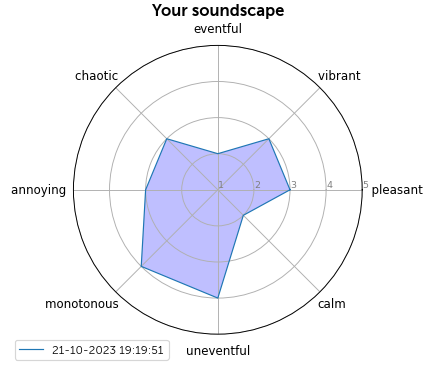 Your soundscape
eventful
chaotic
vibrant
annoying
1
2
3
4
5
pleasant
monotonous
calm
uneventful
21-10-2023 19:19:51